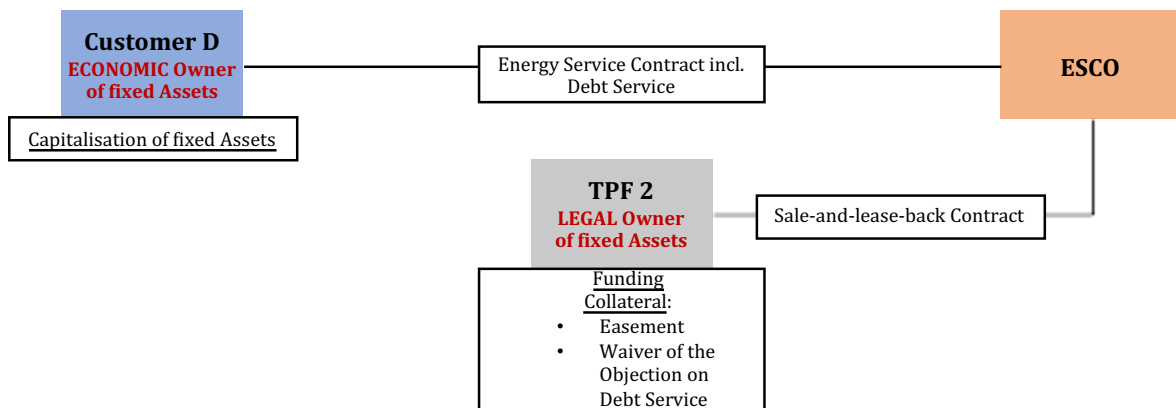 Customer D
ECONOMIC Owner
of fixed Assets
Capitalisation of fixed Assets
Energy Service Contract incl.
Debt Service
ESCO
TPF 2
LEGAL Owner
of fixed Assets
Sale-and-lease-back Contract
Funding
Collateral:
• Easement
• Waiver of the
Objection on
Debt Service